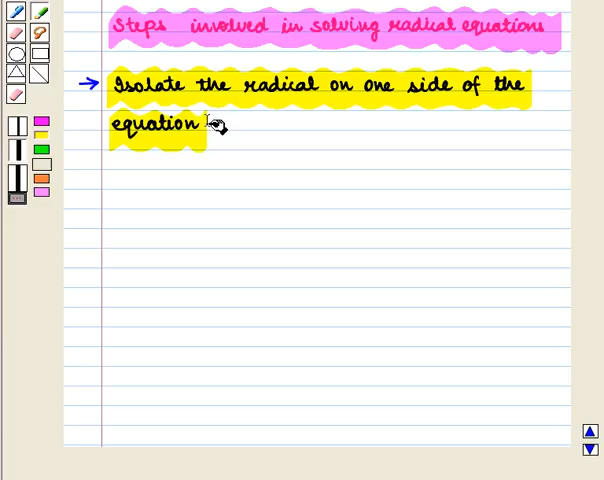 Steps involved in solving radical equations
→ Isolate the radical on one side of the
equation